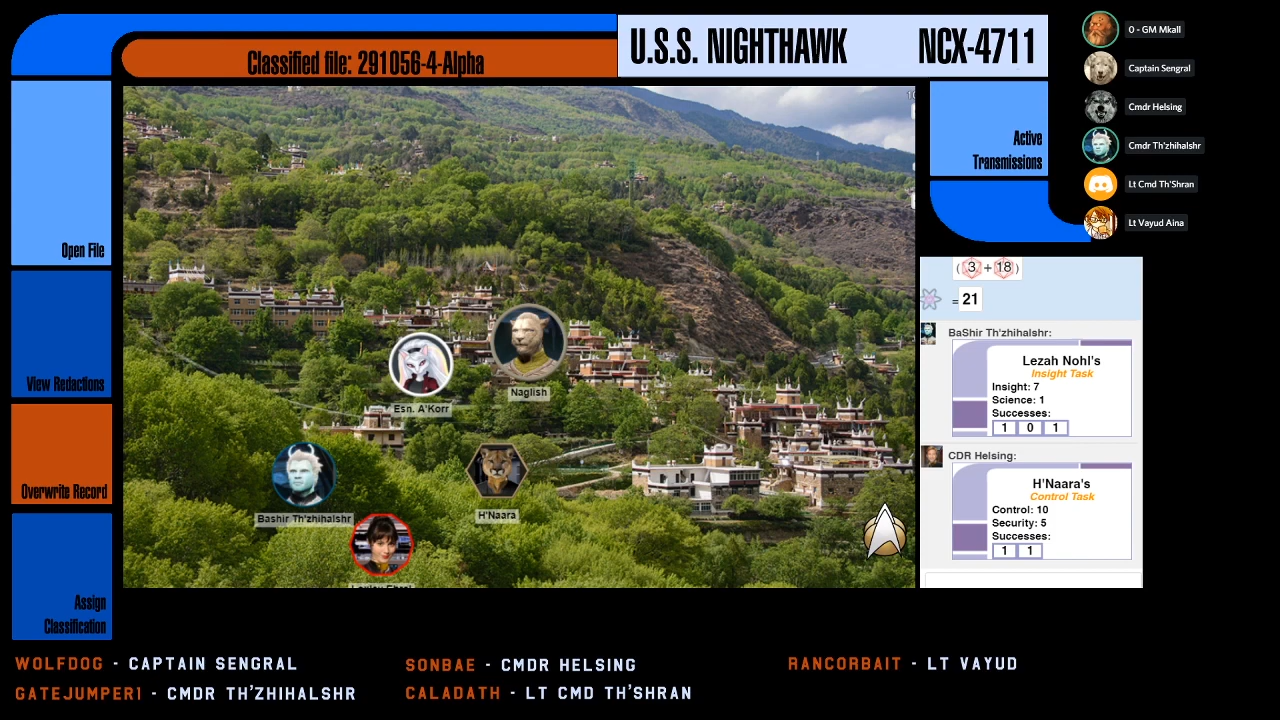 Classified file: 291056-4-Alpha
U.S.S. NIGHTHAWK NCX-4711
Open File
View Redactions
Overwrite Record
Assign
Classification
Active
Transmissions
0 - GM Mkall
Captain Sengral
Cmdr Helsing
Cmdr Th'zhihalshr
Lt Cmd Th'Shran
Lt Vayud Aina
Naglish
Esn. A'Korr
Bashir Th'zhihalshr
H'Naara
(3+18)
= 21
BaShir Th'zhihalshr:
Lezah Nohl's
Insight Task
Insight: 7
Science: 1
Successes:
1 0 1
CDR Helsing:
H'Naara's
Control Task
Control: 10
Security: 5
Successes:
1 1
WOLFDOG - CAPTAIN SENGRAL
SONBAE - CMDR HELSING
RANCORBAIT - LT VAYUD
GATEJUMPER1 - CMDR TH'ZHIHALSHR
CALADATH - LT CMD TH'SHRAN